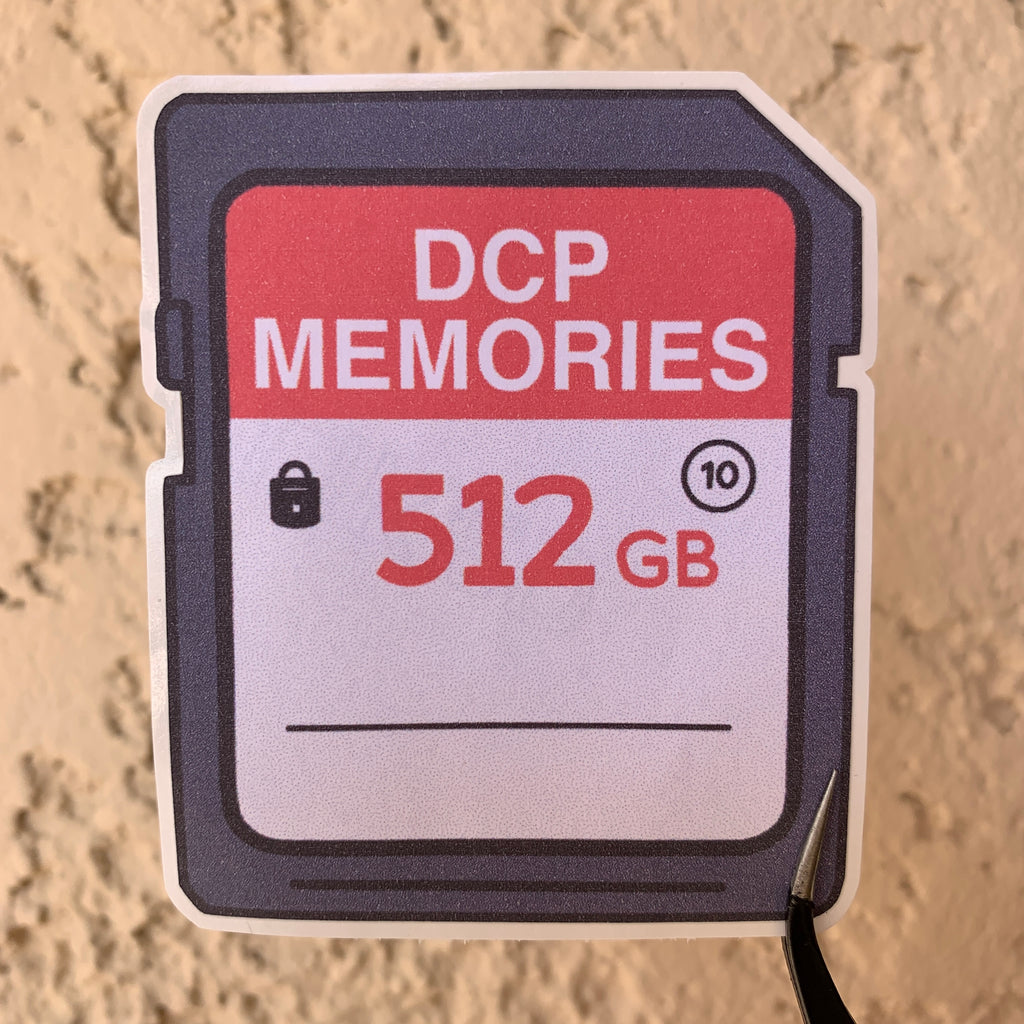 DCP
MEMORIES
10
512 GB